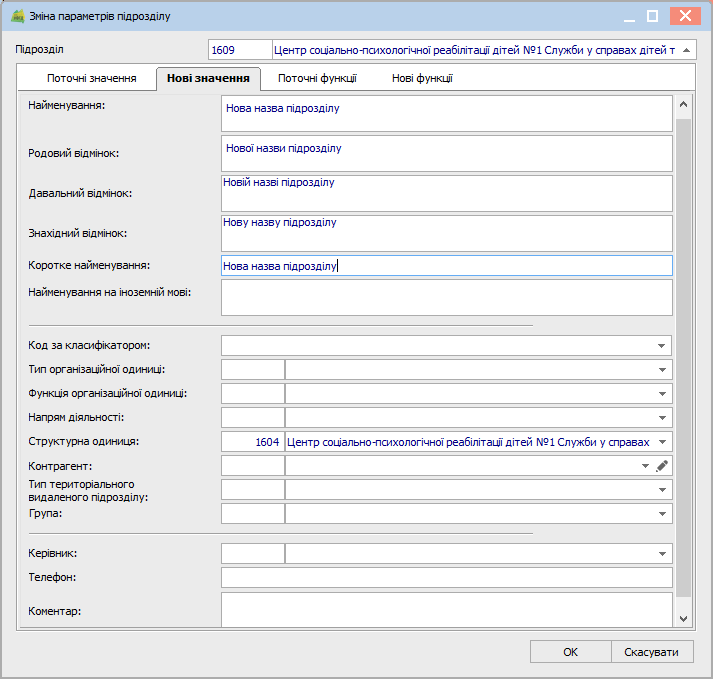 Зміна параметрів підрозділу
Підрозділ 1609 Центр соціально-психологічної реабілітації дітей №1 Служби у справах дітей т
Поточні значення Нові значення Поточні функції Нові функції
Найменування: Нова назва підрозділу
Родовий відмінок: Нової назви підрозділу
Давальний відмінок: Новій назві підрозділу
Знахідний відмінок: Нову назву підрозділу
Коротке найменування: Нова назва підрозділу
Найменування на іноземній мові:
Код за класифікатором:
Тип організаційної одиниці:
Функція організаційної одиниці:
Напрям діяльності:
Структурна одиниця: 1604 Центр соціально-психологічної реабілітації дітей №1 Служби у справах
Контрагент:
Тип територіального
видаленого підрозділу:
Група:
Керівник:
Телефон:
Коментар:
OK Скасувати